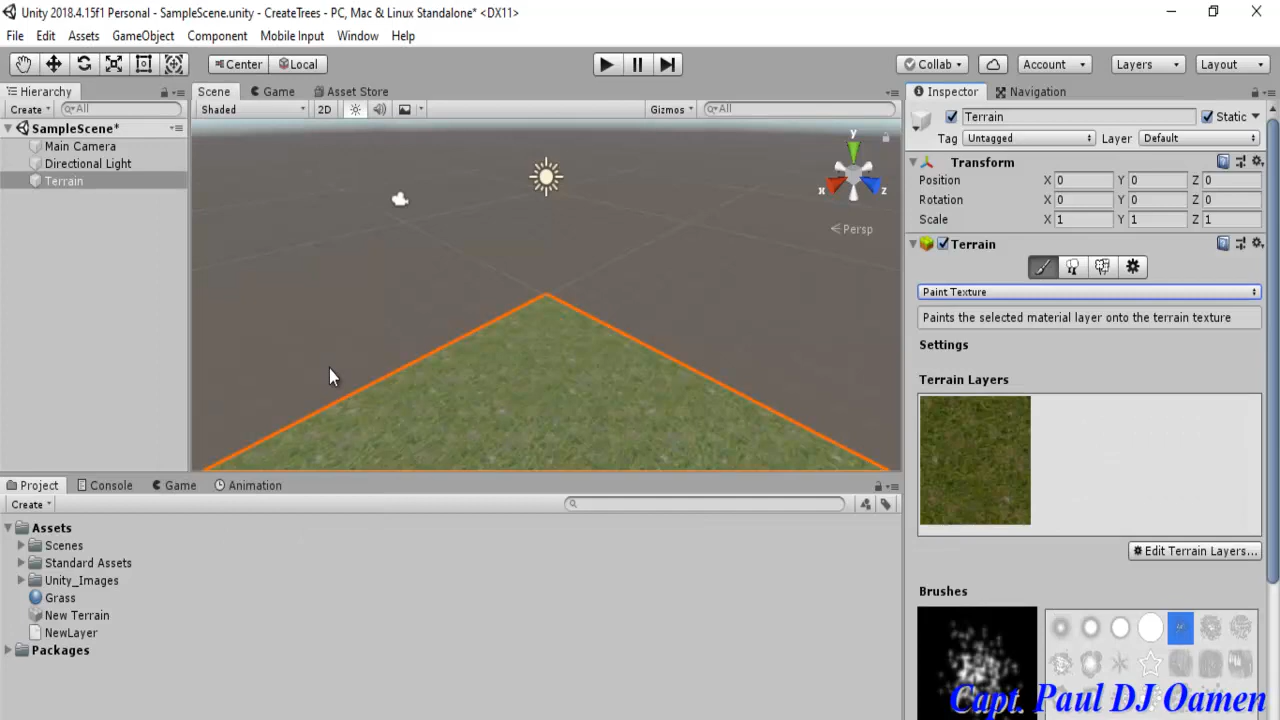 Unity 2018.4.15f1 Personal - SampleScene.unity - CreateTrees - PC, Mac & Linux Standalone* <DX11>
File Edit Assets GameObject Component Mobile Input Window Help
Center Local Collab Account Layers Layout
Hierarchy Scene Game Asset Store Inspector Navigation
Create All Shaded 2D Gizmos All
SampleScene*
Main Camera
Directional Light
Terrain
y
x
z
Persp
Terrain Static
Tag Untagged Layer Default
Transform
Position X 0 Y 0 Z 0
Rotation X 0 Y 0 Z 0
Scale X 1 Y 1 Z 1
Terrain
Paint Texture
Paints the selected material layer onto the terrain texture
Settings
Terrain Layers
Edit Terrain Layers...
Brushes
Project Console Game Animation
Create
Assets
Scenes
Standard Assets
Unity_Images
Grass
New Terrain
NewLayer
Packages
Capt. Paul DJ Oamen